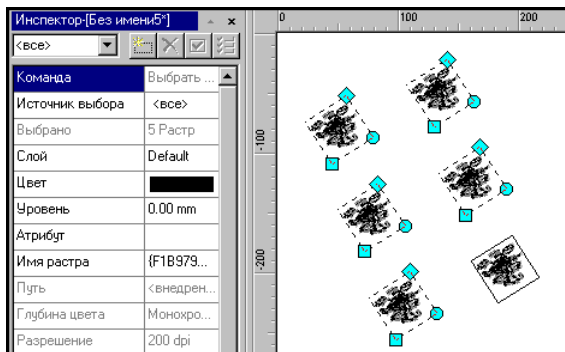 Инспектор-[Без имени5*]
<все>
Команда Выбрать ...
Источник выбора <все>
Выбрано 5 Растр
Слой Default
Цвет
Уровень 0.00 mm
Атрибут
Имя растра {F1B979...
Путь <внедрен...
Глубина цвета Монохро...
Разрешение 200 dpi
0 100 200
-100
-200